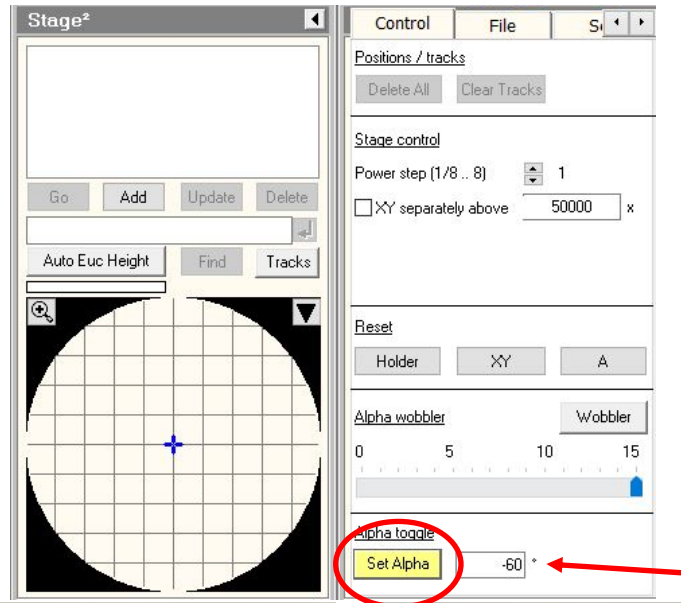 Stage²
Go Add Update Delete
Auto Euc Height Find Tracks
Control File
Positions / tracks
Delete All Clear Tracks
Stage control
Power step (1/8 .. 8) 1
XY separately above 50000 x
Reset
Holder XY A
Alpha wobbler Wobbler
0 5 10 15
Alpha toggle
Set Alpha -60 °